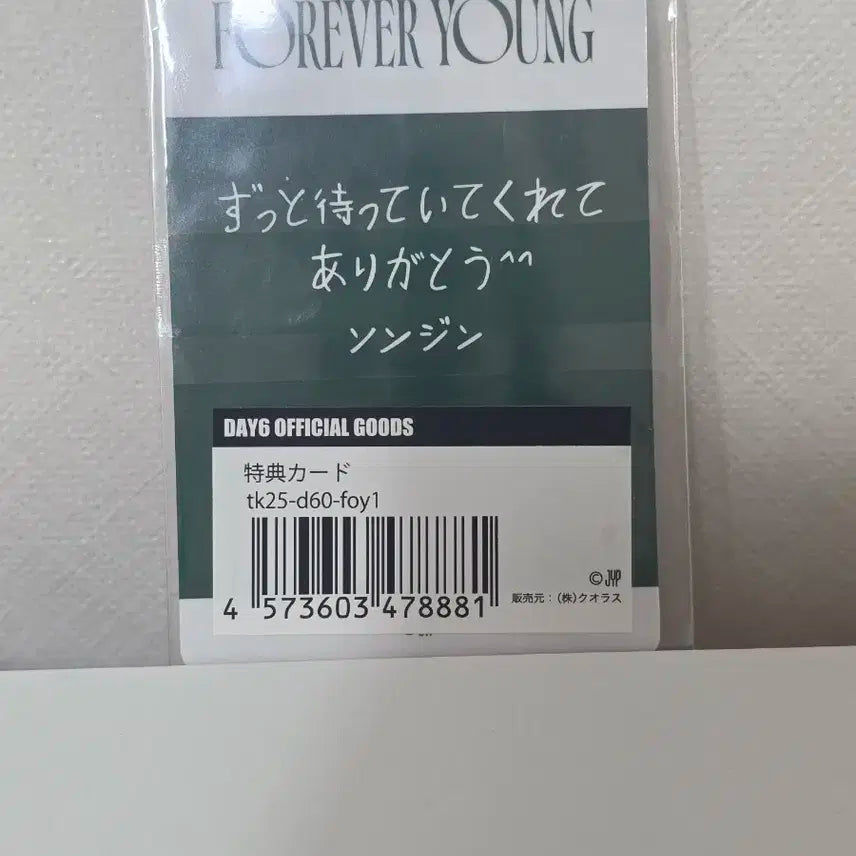 FOREVER YOUNG
ずっと待っていてくれて
ありがとう^^
ソンジン
DAY6 OFFICIAL GOODS
特典カード
tk25-d60-foy1
4 573603 478881
© JYP
販売元：(株)クオラス